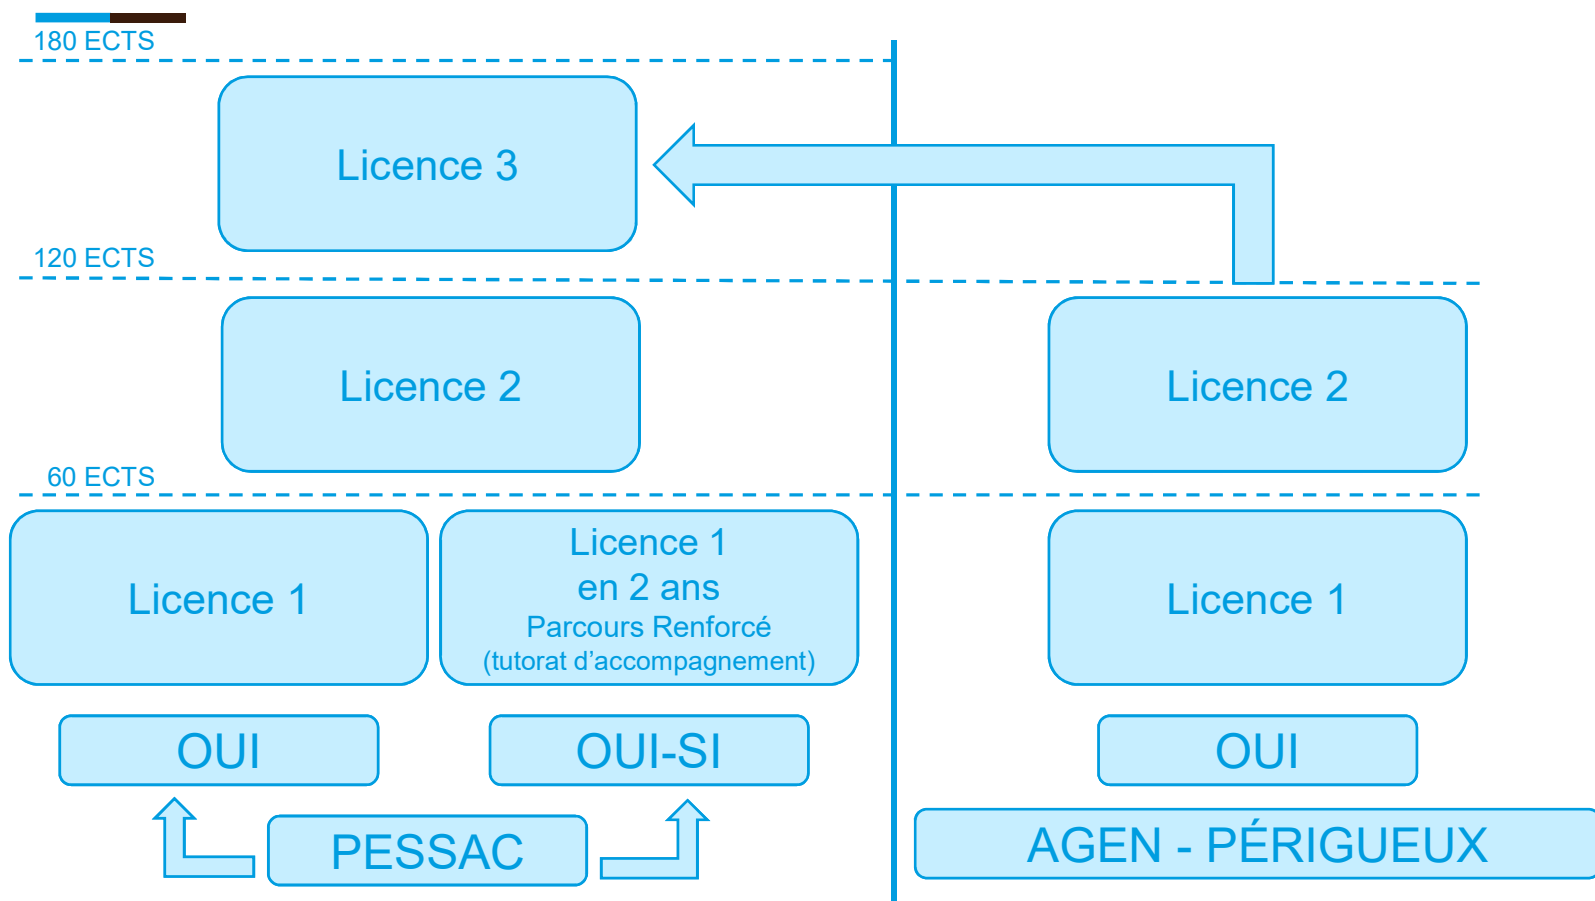 180 ECTS
Licence 3
120 ECTS
Licence 2
Licence 2
60 ECTS
Licence 1
Licence 1
en 2 ans
Parcours Renforcé
(tutorat d’accompagnement)
Licence 1
OUI
OUI-SI
OUI
PESSAC
AGEN - PÉRIGUEUX